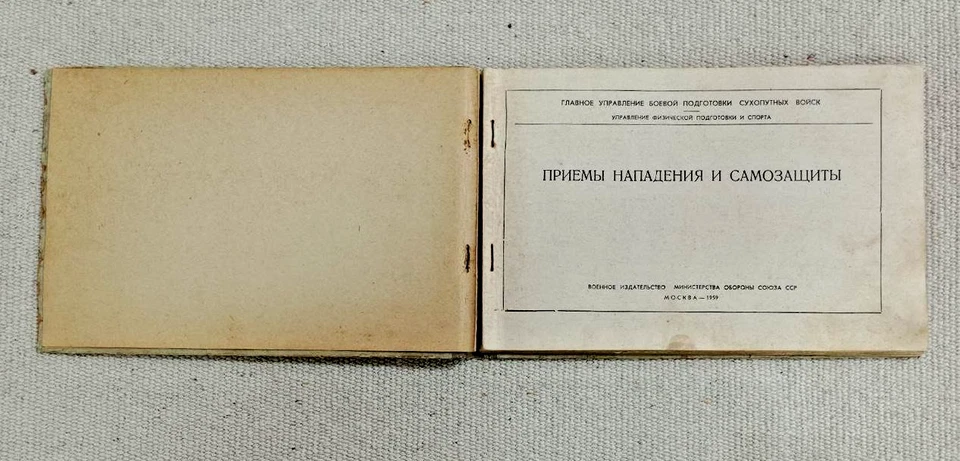 ГЛАВНОЕ УПРАВЛЕНИЕ БОЕВОЙ ПОДГОТОВКИ СУХОПУТНЫХ ВОЙСК
УПРАВЛЕНИЕ ФИЗИЧЕСКОЙ ПОДГОТОВКИ И СПОРТА
ПРИЕМЫ НАПАДЕНИЯ И САМОЗАЩИТЫ
ВОЕННОЕ ИЗДАТЕЛЬСТВО МИНИСТЕРСТВА ОБОРОНЫ СОЮЗА ССР
МОСКВА — 1959